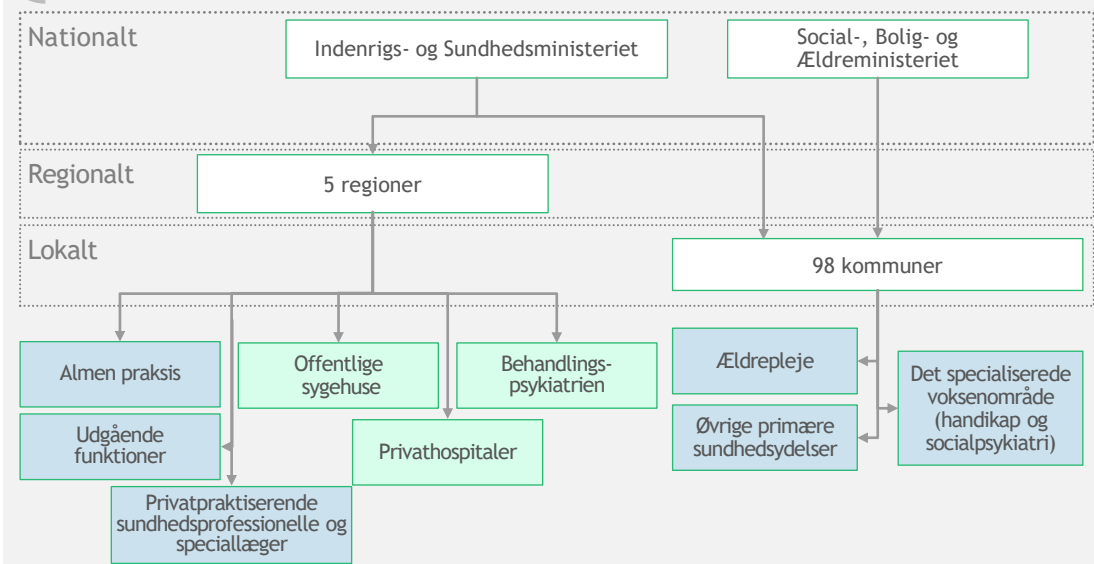 Nationalt
Indenrigs- og Sundhedsministeriet
Social-, Bolig- og
Ældreministeriet
Regionalt
5 regioner
Lokalt
98 kommuner
Almen praksis
Offentlige
sygehuse
Behandlings-
psykiatrien
Ældrepleje
Det specialiserede
voksenområde
(handikap og
socialpsykiatri)
Udgående
funktioner
Privathospitaler
Øvrige primære
sundhedsydelser
Privatpraktiserende
sundhedsprofessionelle og
speciallæger